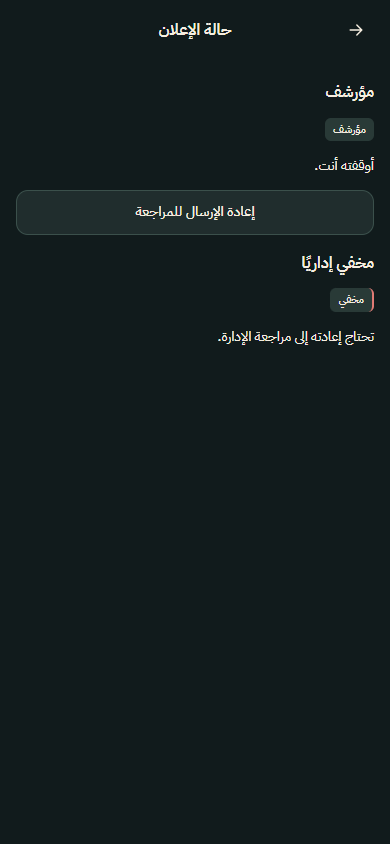 حالة الإعلان
مؤرشف
مؤرشف
أوقفته أنت.
إعادة الإرسال للمراجعة
مخفي إداريًا
مخفي
تحتاج إعادته إلى مراجعة الإدارة.